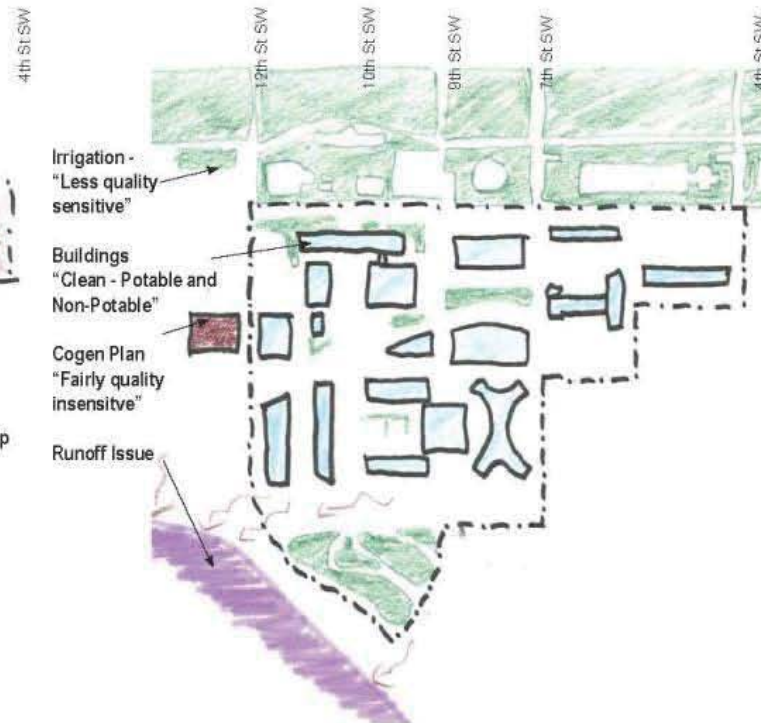 4th St SW
12th St SW
10th St SW
9th St SW
7th St SW
4th
Irrigation -
“Less quality
sensitive”
Buildings
“Clean - Potable and
Non-Potable”
Cogen Plan
“Fairly quality
insensitve”
p
Runoff Issue